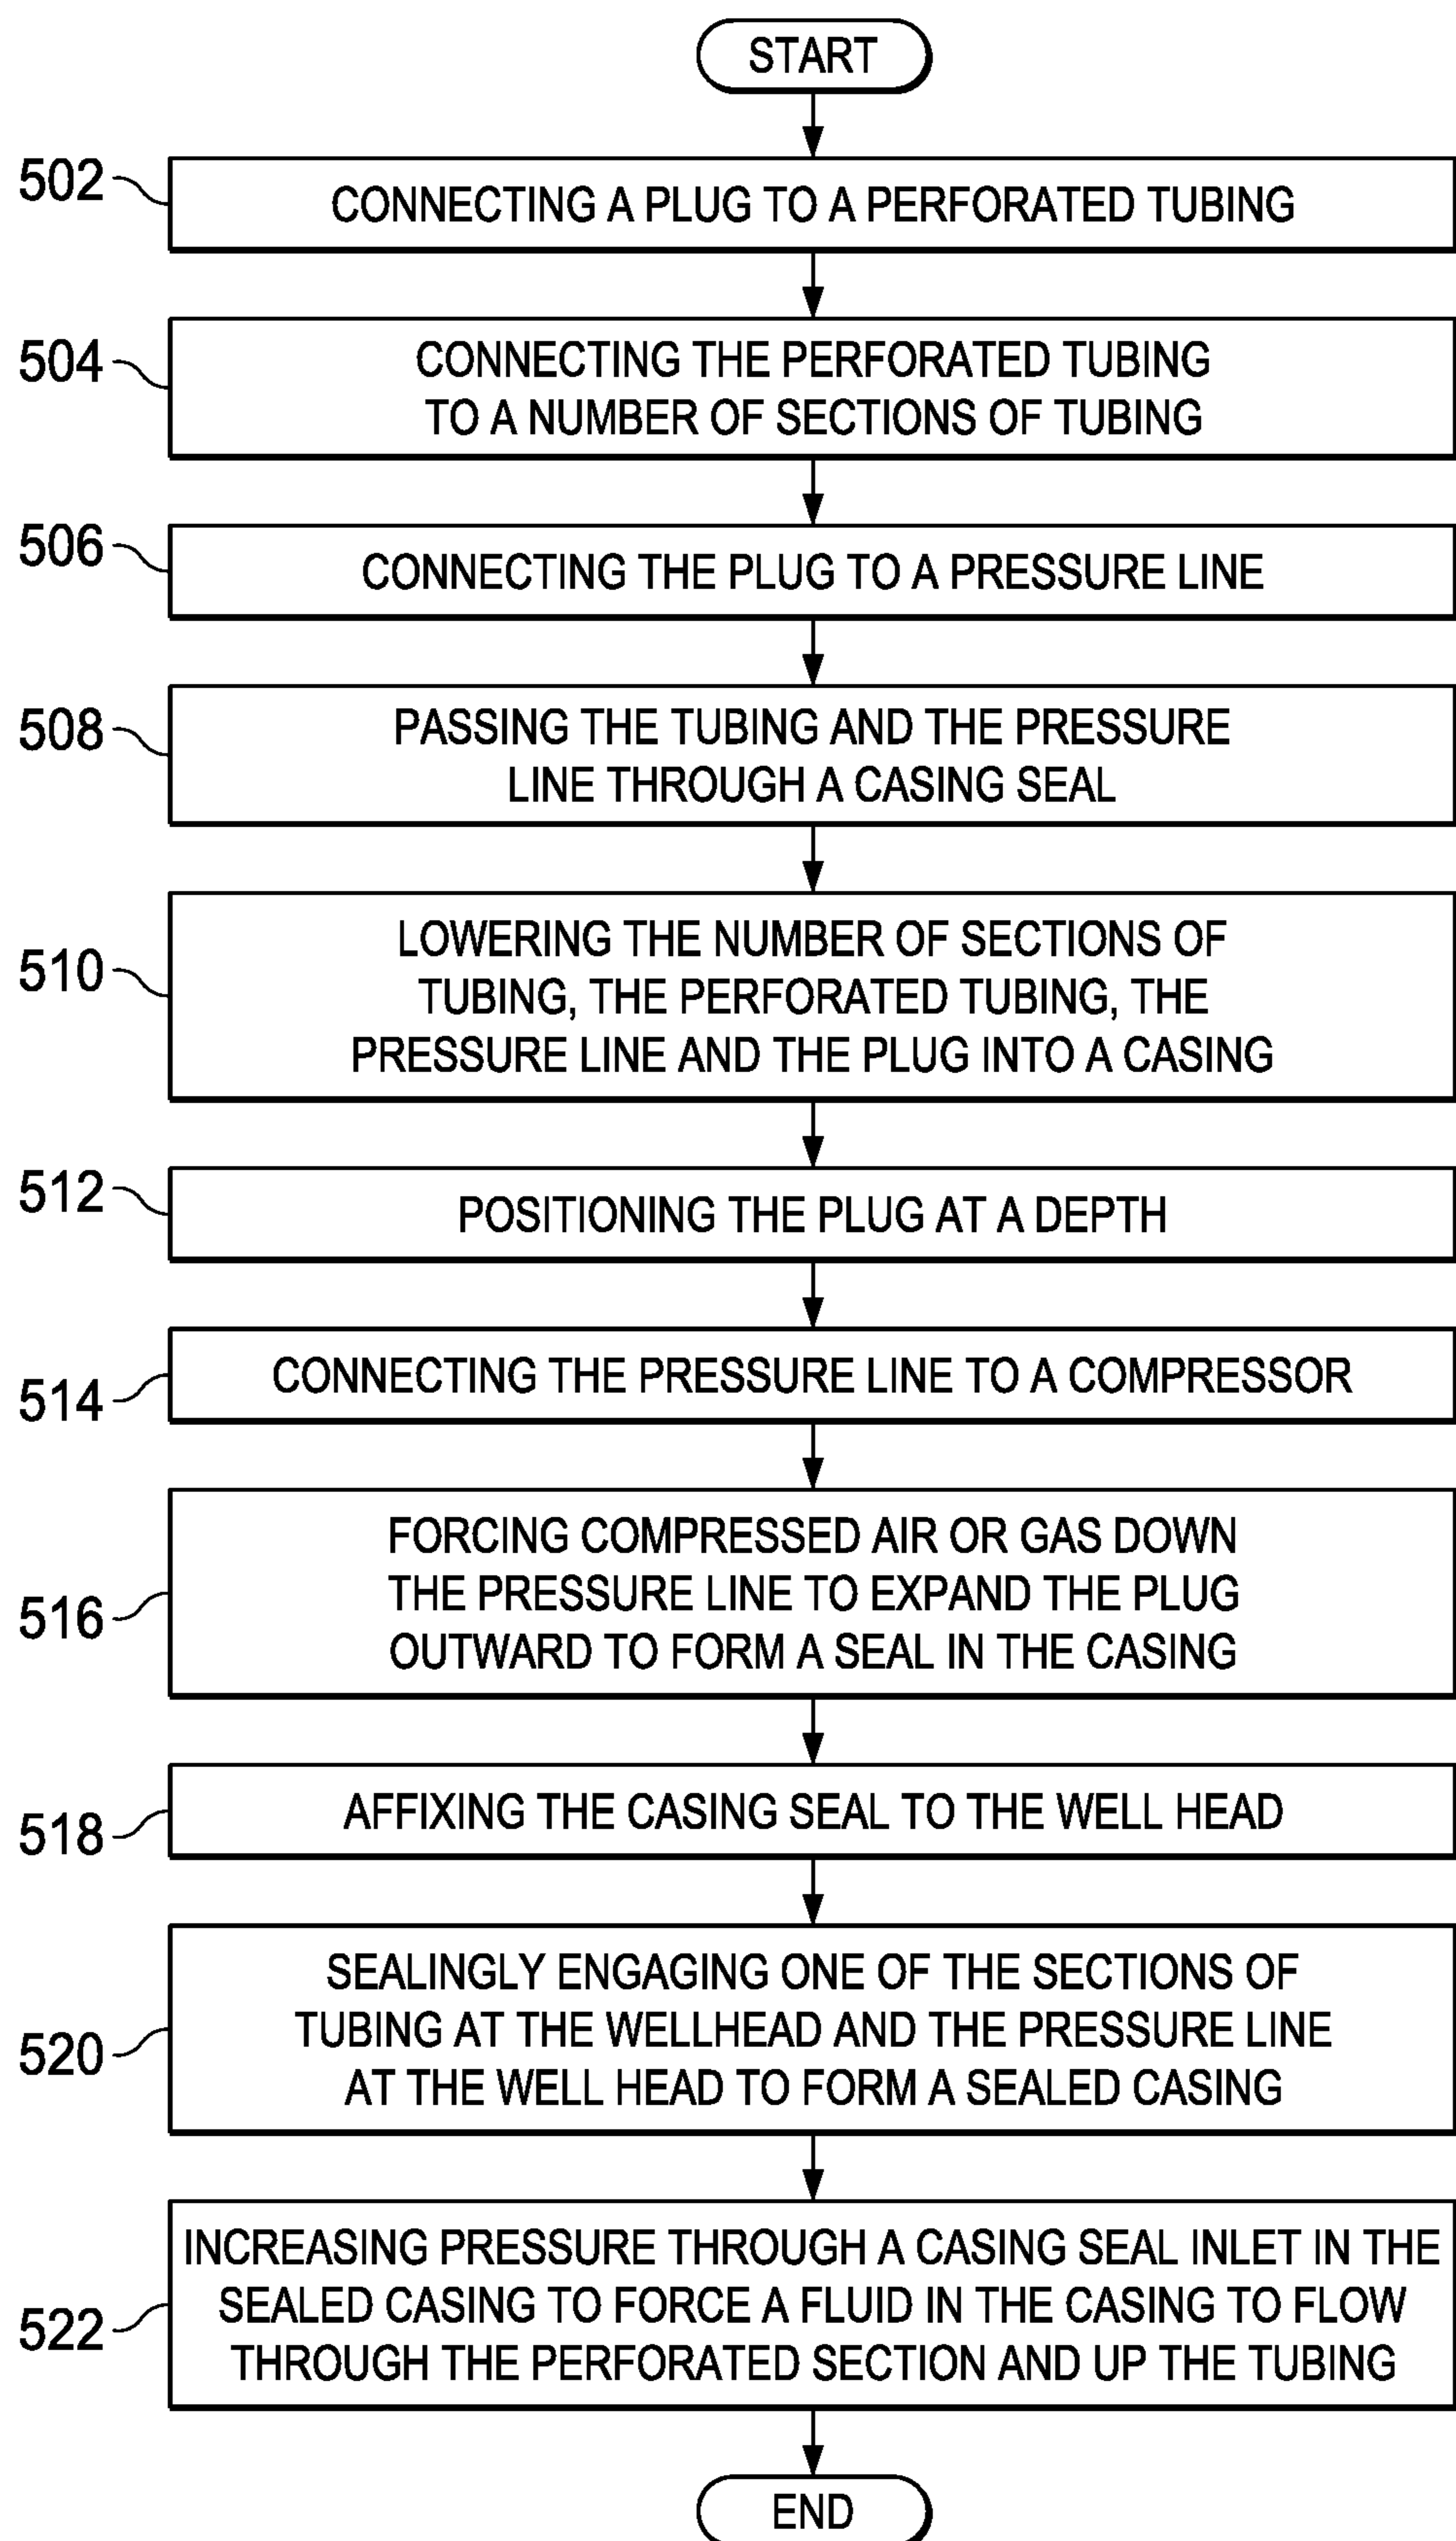 START
502
CONNECTING A PLUG TO A PERFORATED TUBING
504
CONNECTING THE PERFORATED TUBING
TO A NUMBER OF SECTIONS OF TUBING
506
CONNECTING THE PLUG TO A PRESSURE LINE
508
PASSING THE TUBING AND THE PRESSURE
LINE THROUGH A CASING SEAL
510
LOWERING THE NUMBER OF SECTIONS OF
TUBING, THE PERFORATED TUBING, THE
PRESSURE LINE AND THE PLUG INTO A CASING
512
POSITIONING THE PLUG AT A DEPTH
514
CONNECTING THE PRESSURE LINE TO A COMPRESSOR
516
FORCING COMPRESSED AIR OR GAS DOWN
THE PRESSURE LINE TO EXPAND THE PLUG
OUTWARD TO FORM A SEAL IN THE CASING
518
AFFIXING THE CASING SEAL TO THE WELL HEAD
520
SEALINGLY ENGAGING ONE OF THE SECTIONS OF
TUBING AT THE WELLHEAD AND THE PRESSURE LINE
AT THE WELL HEAD TO FORM A SEALED CASING
522
INCREASING PRESSURE THROUGH A CASING SEAL INLET IN THE
SEALED CASING TO FORCE A FLUID IN THE CASING TO FLOW
THROUGH THE PERFORATED SECTION AND UP THE TUBING
END